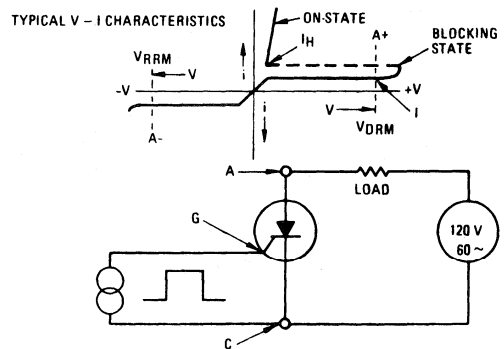 TYPICAL V – I CHARACTERISTICS
ON-STATE
A+
BLOCKING STATE
IH
VRRM
V
i
-V
+V
i
V
I
VDRM
A-
A
LOAD
G
120 V
60 ~
C